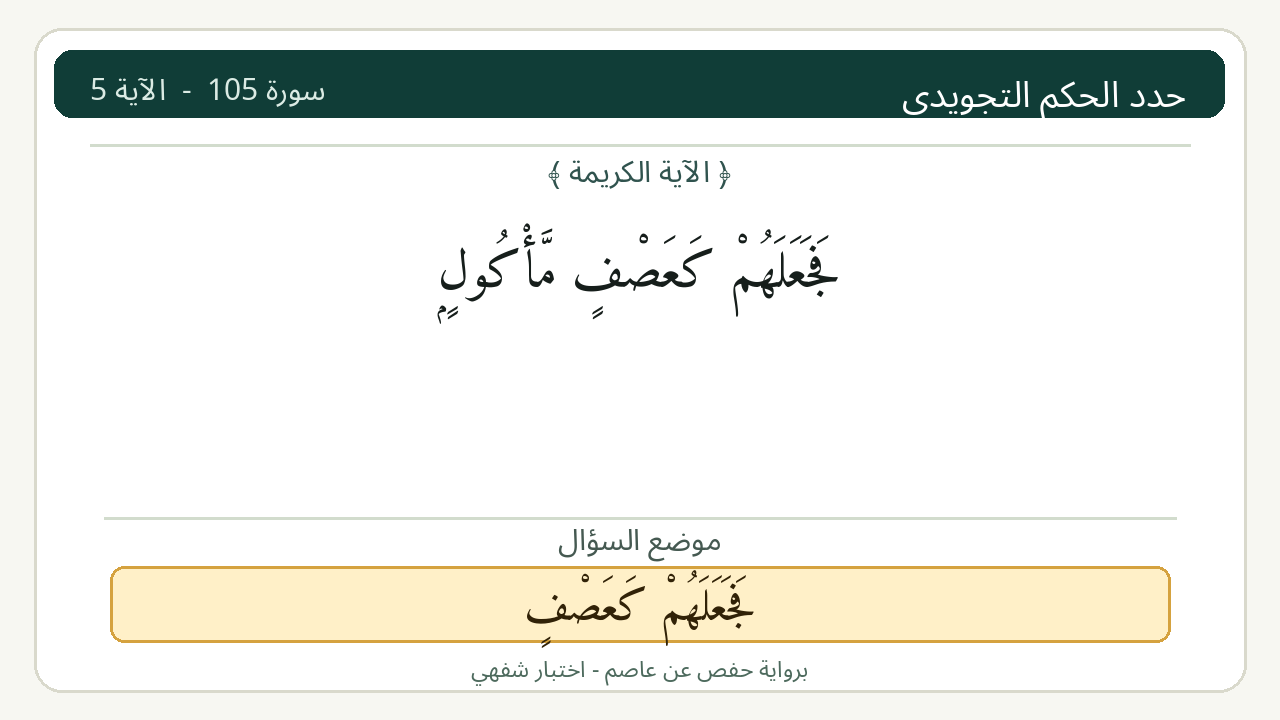 حدد الحكم التجويدى
سورة 105 - الآية 5
﴿ الآية الكريمة ﴾
فَجَعَلَهُمْ كَعَصْفٍ مَّأْكُولٍۭ
موضع السؤال
فَجَعَلَهُمْ كَعَصْفٍ
برواية حفص عن عاصم - اختبار شفهي